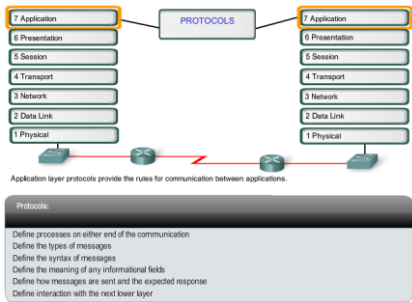 7 Application
PROTOCOLS
7 Application
6 Presentation
6 Presentation
5 Session
5 Session
4 Transport
4 Transport
3 Network
3 Network
2 Data Link
2 Data Link
1 Physical
1 Physical
Application layer protocols provide the rules for communication between applications.
Protocols:
Define processes on either end of the communication
Define the types of messages
Define the syntax of messages
Define the meaning of any informational fields
Define how messages are sent and the expected response
Define interaction with the next lower layer